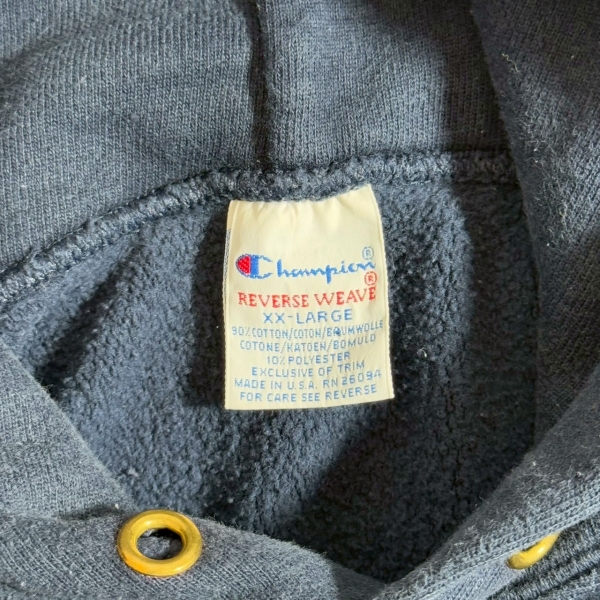 Champion®
REVERSE WEAVE®
XX-LARGE
90% COTTON/COTON/BAUMWOLLE
COTONE/KATOEN/BOMULD
10% POLYESTER
EXCLUSIVE OF TRIM
MADE IN U.S.A. RN 26094
FOR CARE SEE REVERSE